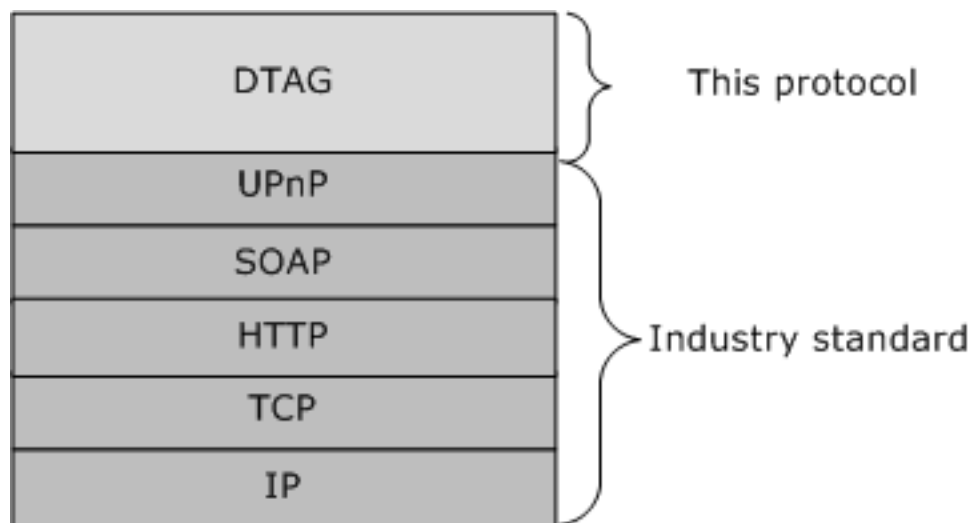 DTAG
This protocol
UPnP
SOAP
HTTP
Industry standard
TCP
IP